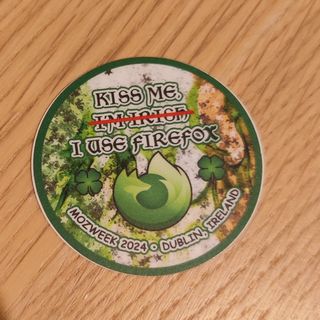 KISS ME,
I'M IRISH
I USE FIREFOX
MOZWEEK 2024 • DUBLIN, IRELAND